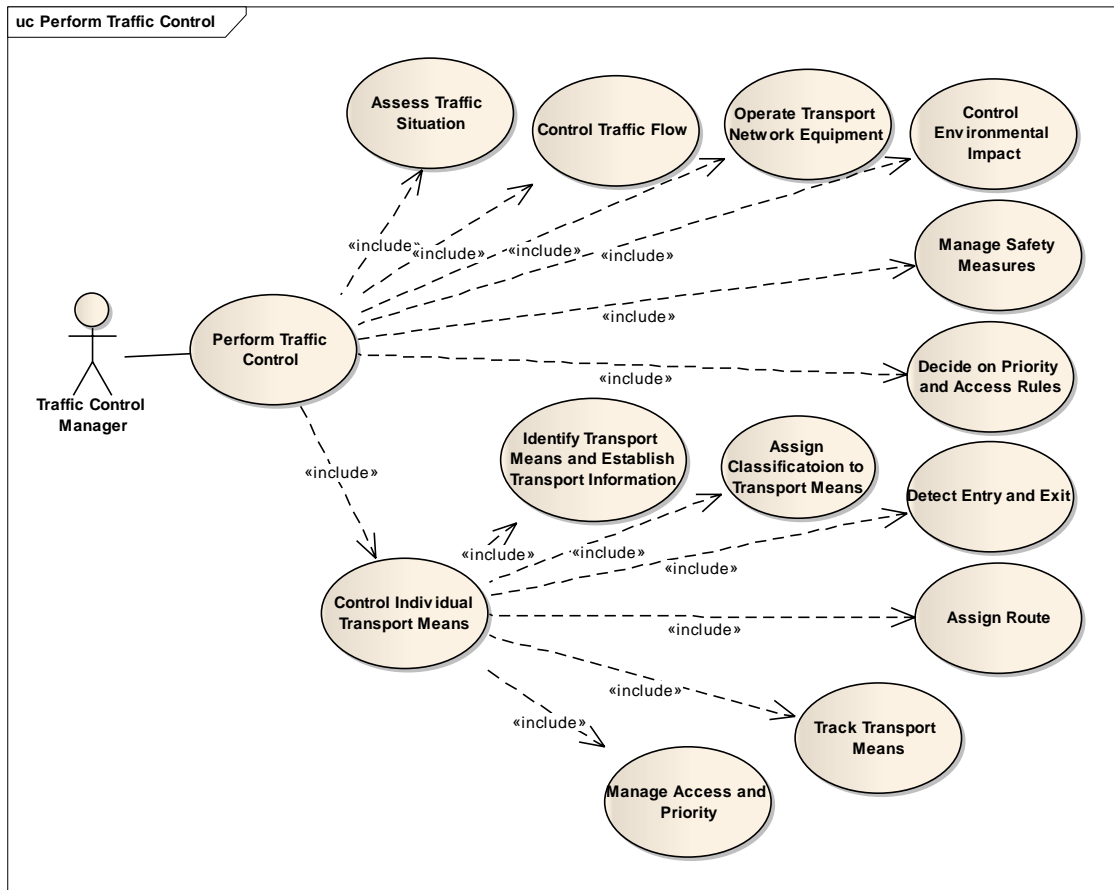 uc Perform Traffic Control
Assess Traffic
Situation
Control Traffic Flow
Operate Transport
Network Equipment
Control
Environmental
Impact
«include»
«include»
«include»
«include»
Manage Safety
Measures
«include»
Perform Traffic
Control
Decide on Priority
and Access Rules
«include»
Traffic Control
Manager
«include»
Identify Transport
Means and Establish
Transport Information
Assign
Classificatoion to
Transport Means
Detect Entry and Exit
«include»
«include»
«include»
Control Individual
Transport Means
Assign Route
«include»
«include»
Track Transport
Means
«include»
Manage Access and
Priority